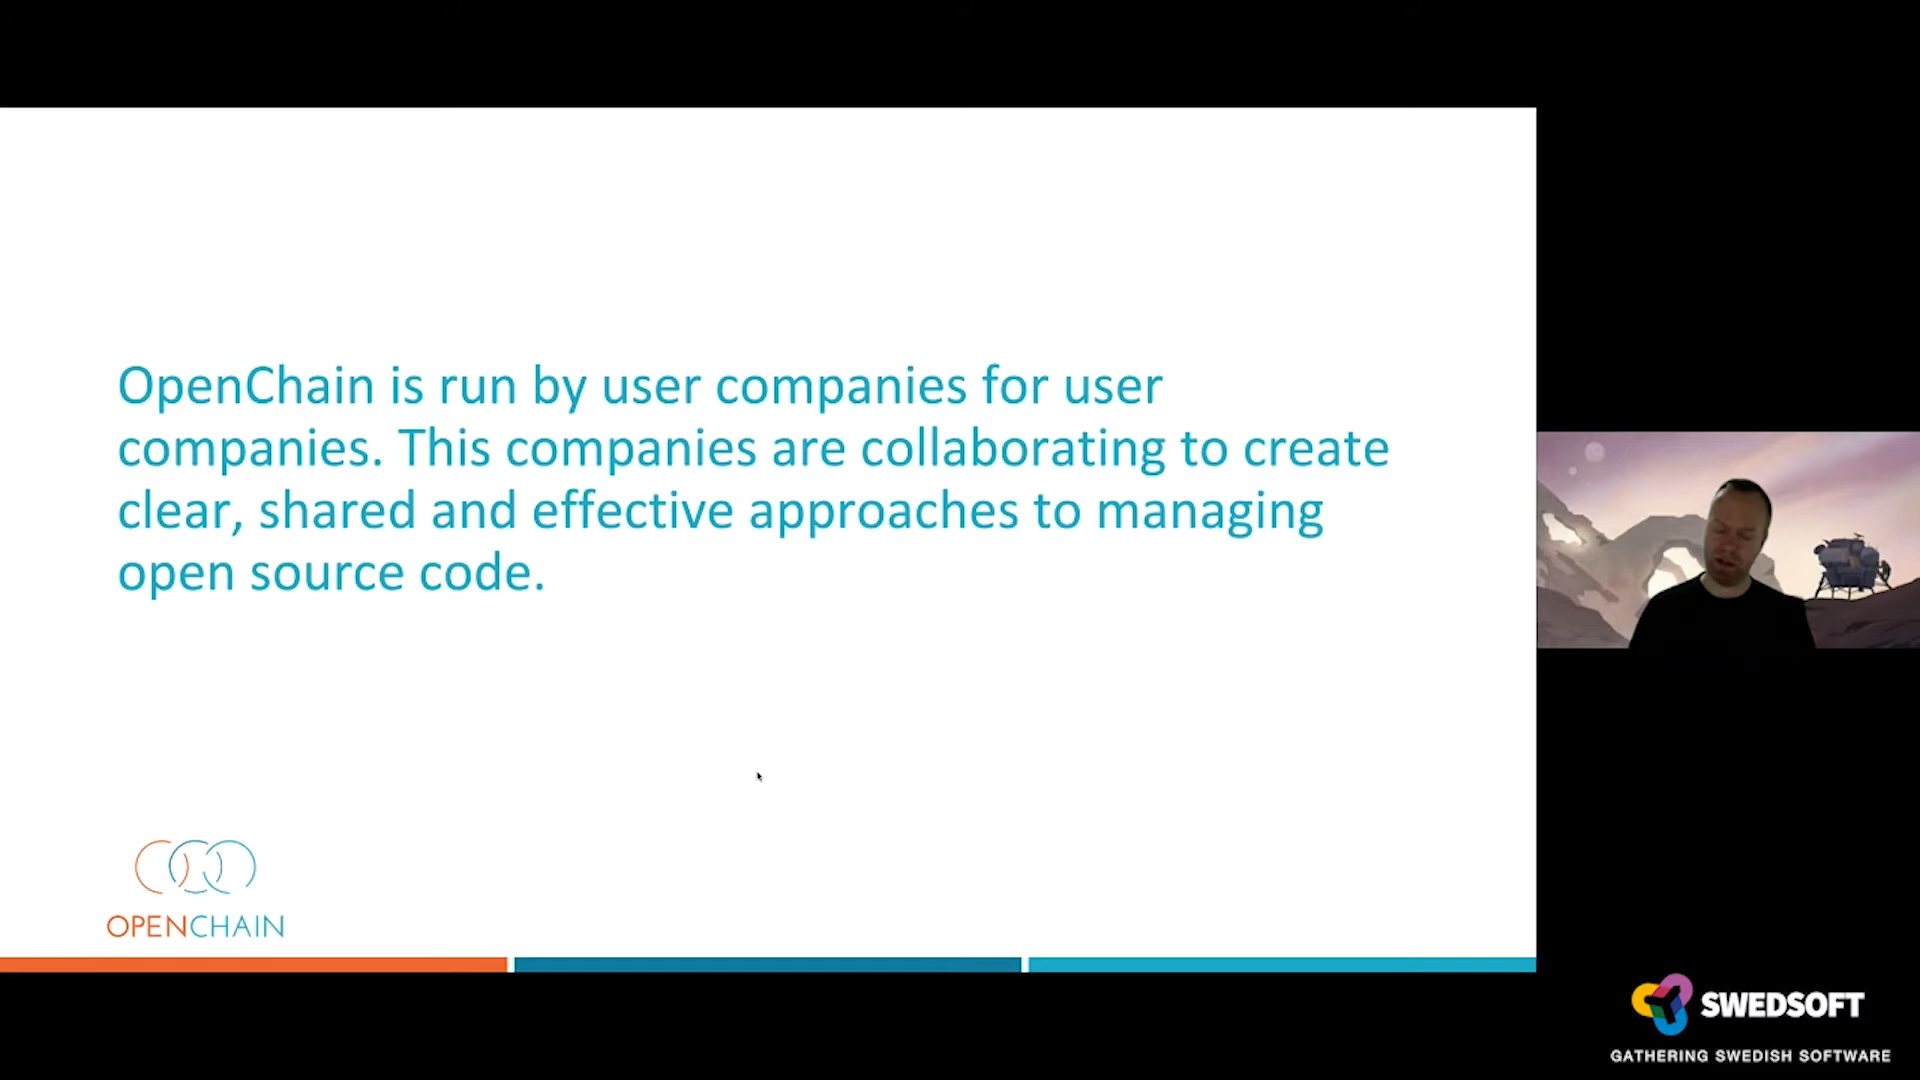 OpenChain is run by user companies for user
companies. This companies are collaborating to create
clear, shared and effective approaches to managing
open source code.
OPENCHAIN
SWEDSOFT
GATHERING SWEDISH SOFTWARE